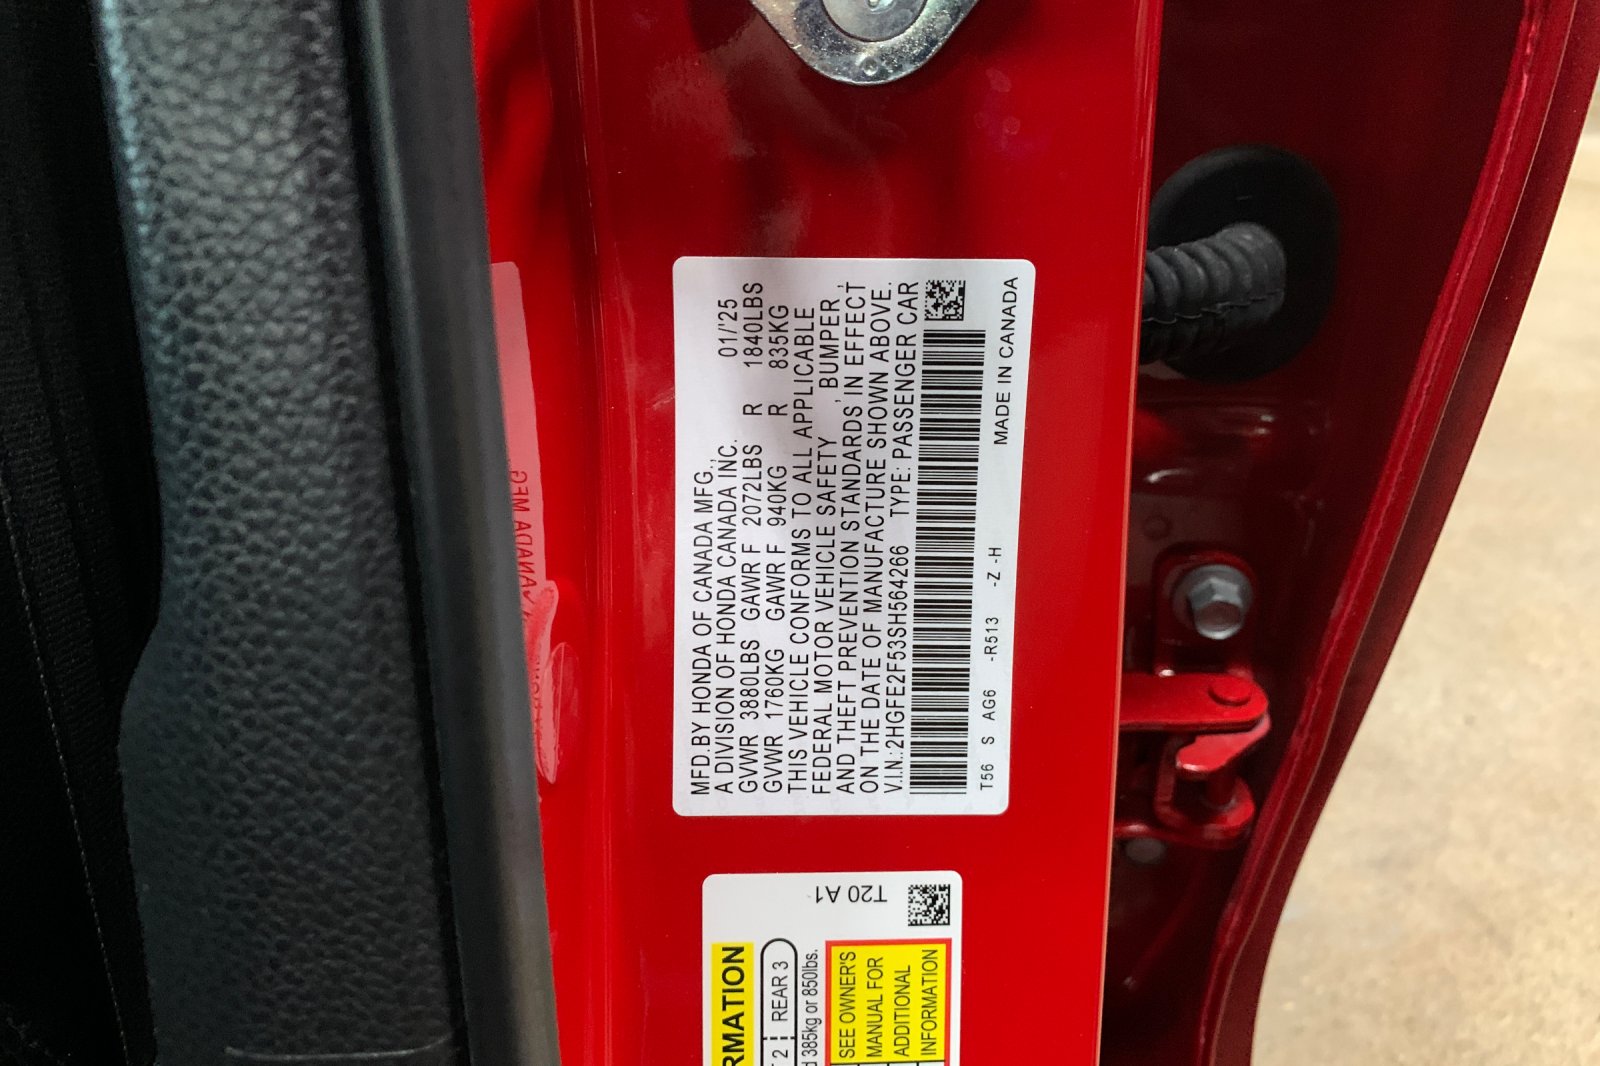 MFD.BY HONDA OF CANADA MFG., 01/'25
A DIVISION OF HONDA CANADA INC.
GVWR 3880LBS GAWR F 2072LBS R 1840LBS
GVWR 1760KG GAWR F 940KG R 835KG
THIS VEHICLE CONFORMS TO ALL APPLICABLE
FEDERAL MOTOR VEHICLE SAFETY , BUMPER ,
AND THEFT PREVENTION STANDARDS IN EFFECT
ON THE DATE OF MANUFACTURE SHOWN ABOVE.
V.I.N.:2HGFE2F53SH564266 TYPE: PASSENGER CAR
T56 S AG6 -R513 -Z -H MADE IN CANADA
T20 A1
RMATION
2 REAR 3
385kg or 850lbs.
SEE OWNER'S
MANUAL FOR
ADDITIONAL
INFORMATION